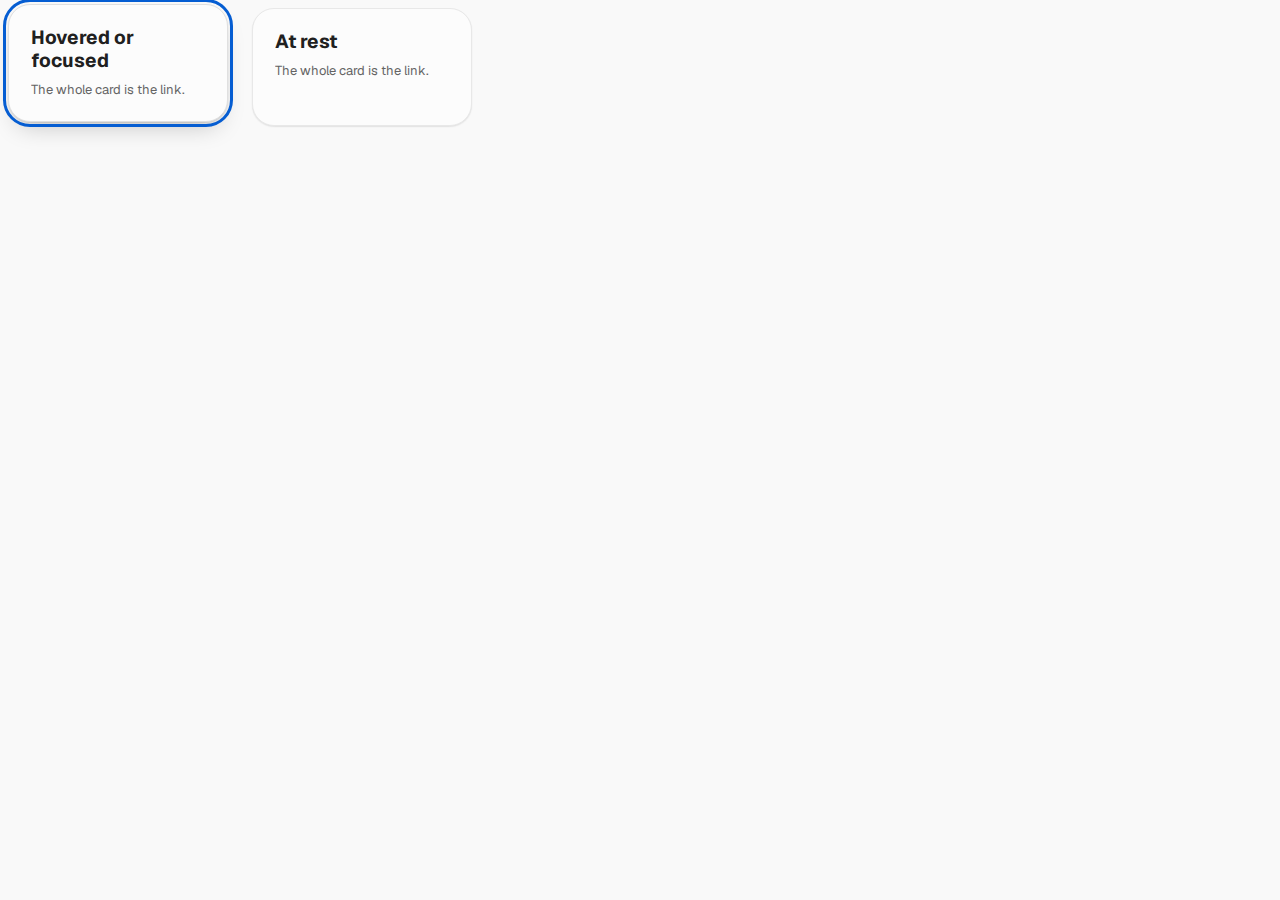 Hovered or
focused
The whole card is the link.
At rest
The whole card is the link.